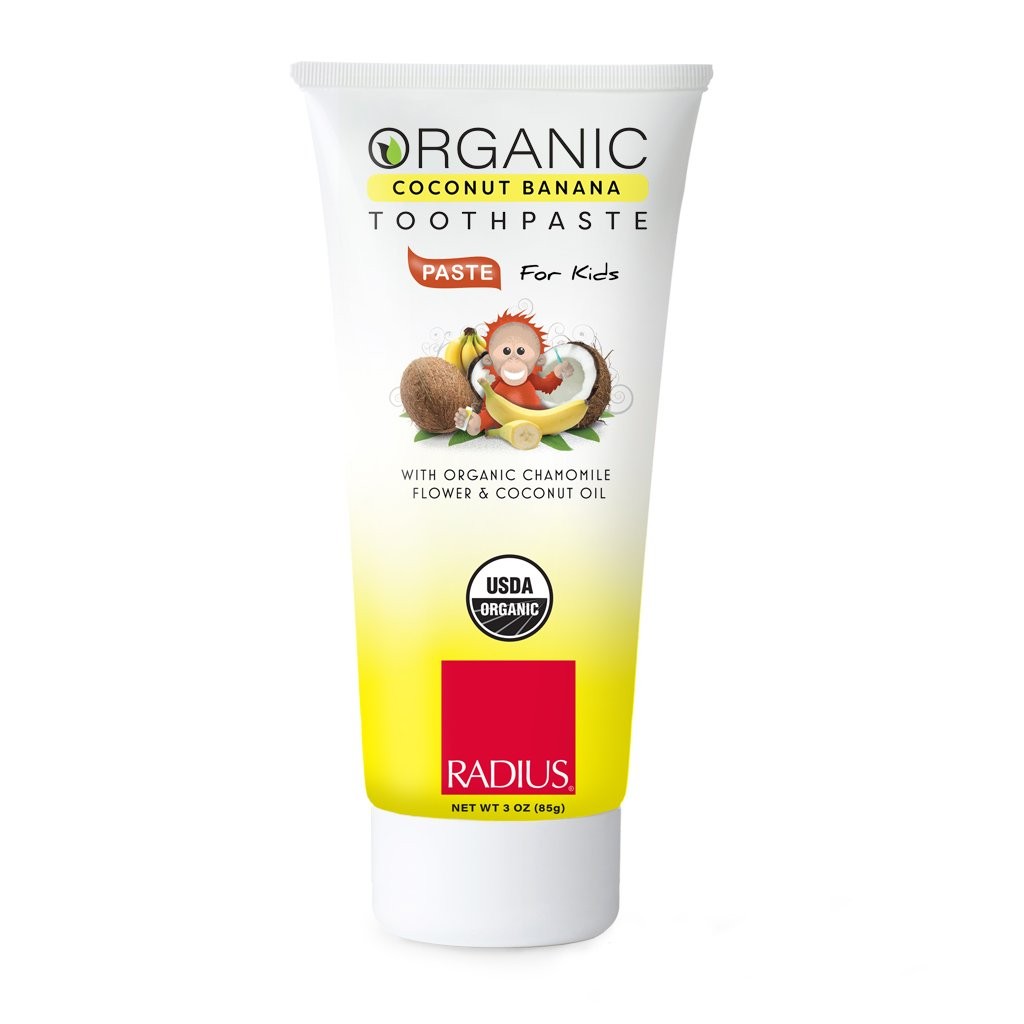 ORGANIC
COCONUT BANANA
TOOTHPASTE
PASTE For Kids
WITH ORGANIC CHAMOMILE
FLOWER & COCONUT OIL
USDA
ORGANIC
RADIUS®
NET WT 3 OZ (85g)